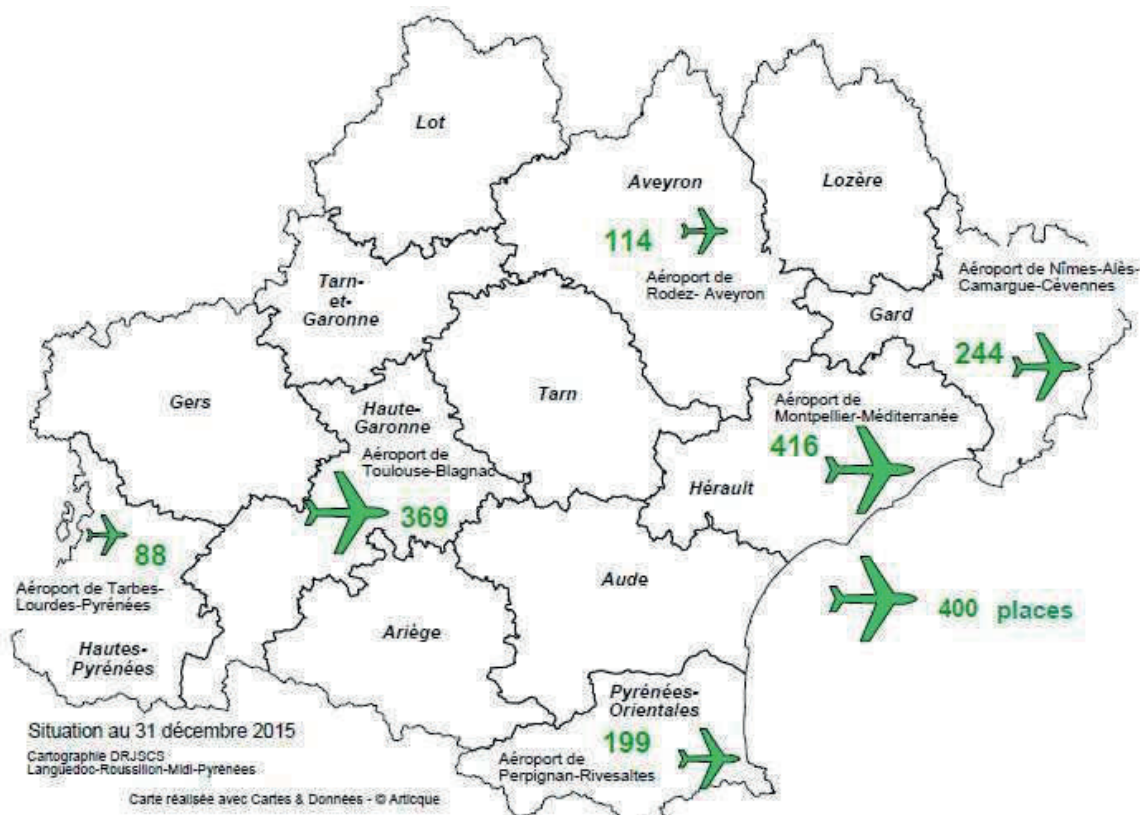 Lot
Aveyron
Lozère
114
Aéroport de
Rodez- Aveyron
Aéroport de Nîmes-Alès-
Camargue-Cévennes
Tarn-
et-
Garonne
Gard
244
Gers
Haute-
Garonne
Tarn
Aéroport de
Montpellier-Méditerranée
416
Aéroport de
Toulouse-Blagnac
369
Hérault
88
Aéroport de Tarbes-
Lourdes-Pyrénées
Aude
400 places
Ariège
Hautes-
Pyrénées
Pyrénées-
Orientales
199
Aéroport de
Perpignan-Rivesaltes
Situation au 31 décembre 2015
Cartographie DRJSCS
Languedoc-Roussillon-Midi-Pyrénées
Carte réalisée avec Cartes & Données - © Articque